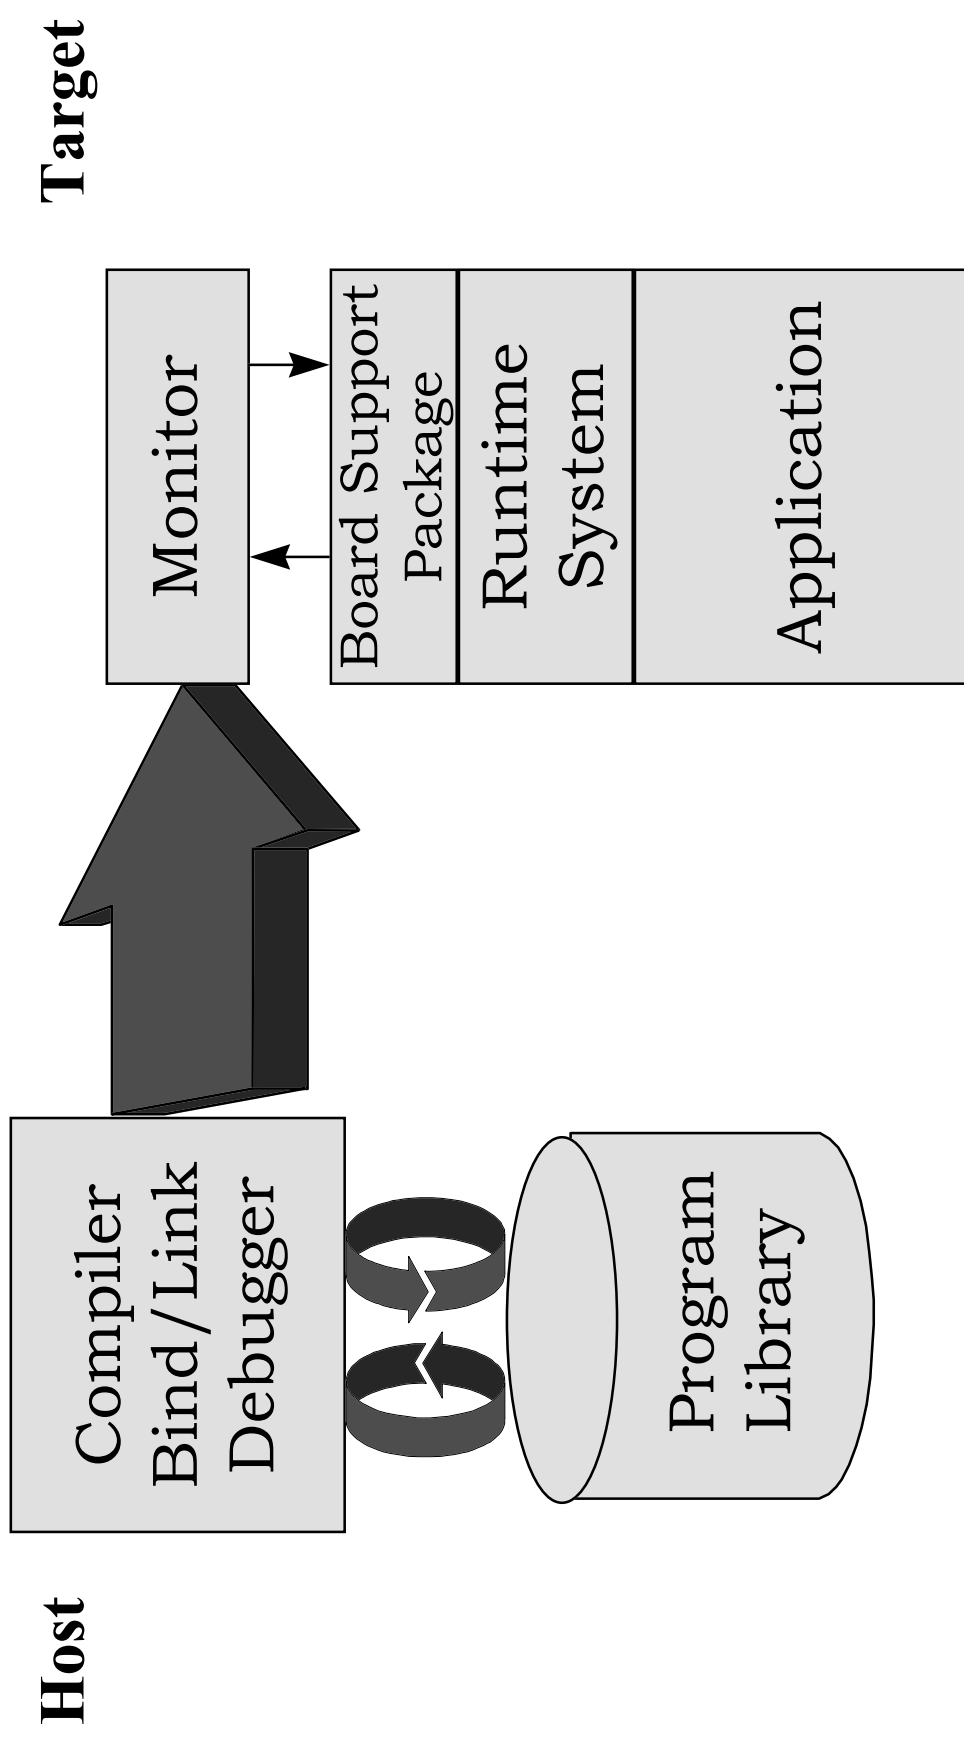 Host
Target
Compiler
Bind/Link
Debugger
Program
Library
Monitor
Board Support
Package
Runtime
System
Application